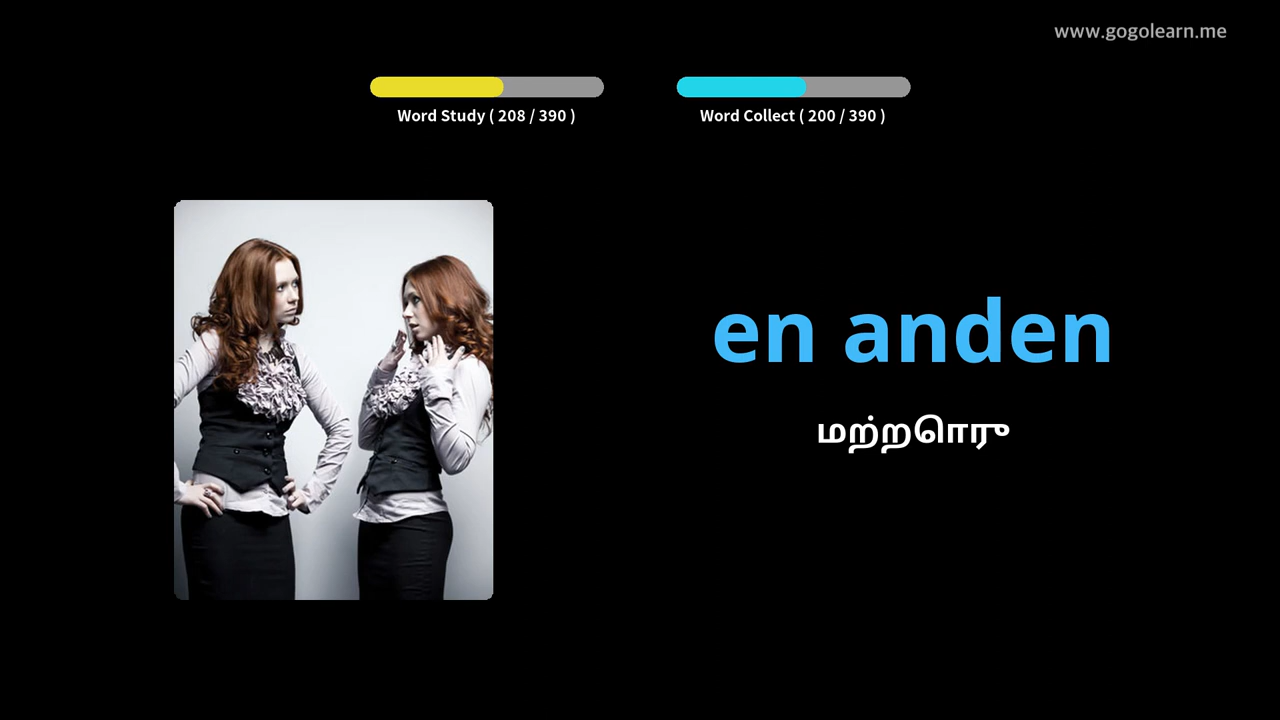 www.gogolearn.me
Word Study ( 208 / 390 )
Word Collect ( 200 / 390 )
en anden
மற்றொரு